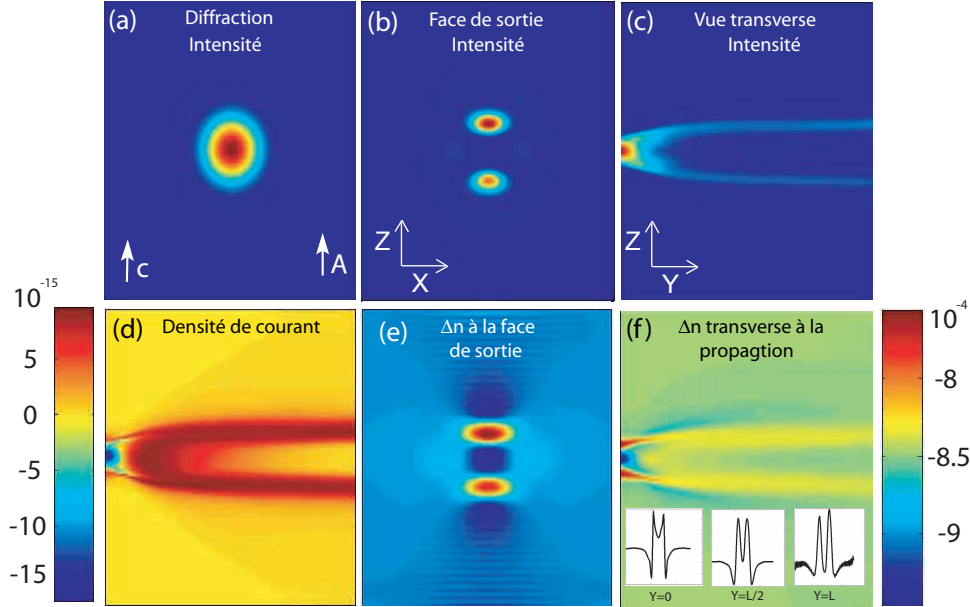 (a) Diffraction
Intensité
c
A
(b) Face de sortie
Intensité
Z
X
(c) Vue transverse
Intensité
Z
Y
10-15
5
0
-5
-10
-15
(d) Densité de courant
(e) Δn à la face
de sortie
(f) Δn transverse à la
propagtion
Y=0
Y=L/2
Y=L
10-4
-8
-8.5
-9